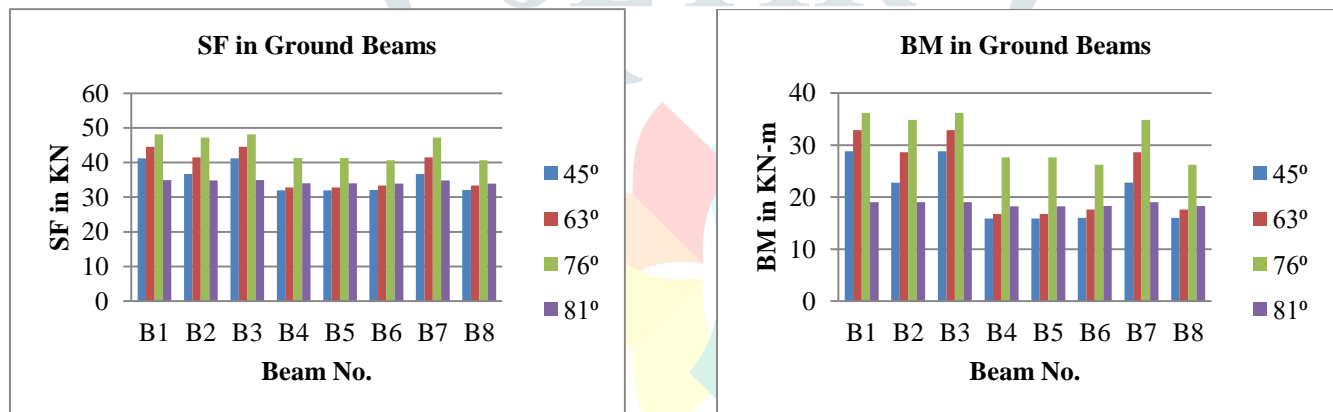 SF in Ground Beams
SF in KN
60
50
40
30
20
10
0
B1 B2 B3 B4 B5 B6 B7 B8
Beam No.
45º
63º
76º
81º
BM in Ground Beams
BM in KN-m
40
30
20
10
0
B1 B2 B3 B4 B5 B6 B7 B8
Beam No.
45º
63º
76º
81º